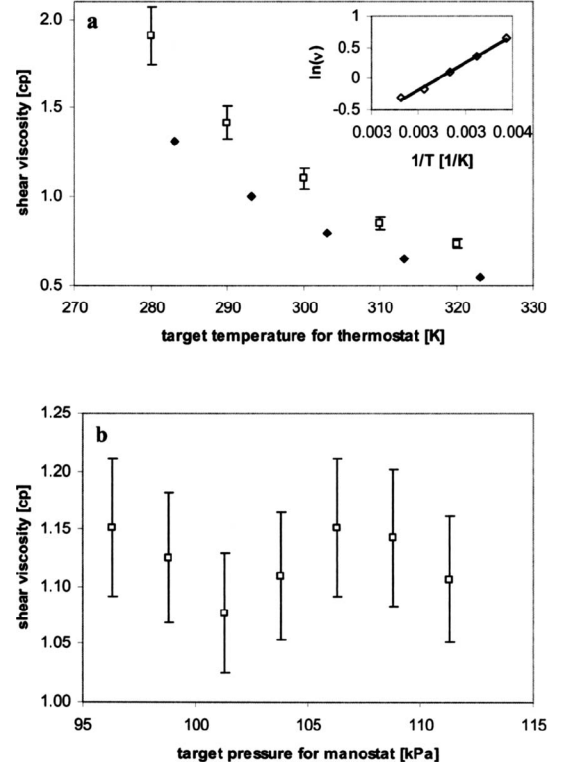 a
2.0
1.5
1.0
0.5
shear viscosity [cp]
270 280 290 300 310 320 330
target temperature for thermostat [K]
1
0.5
0
-0.5
ln(ν)
0.003 0.003 0.003 0.004
1/T [1/K]
b
1.25
1.20
1.15
1.10
1.05
1.00
shear viscosity [cp]
95 100 105 110 115
target pressure for manostat [kPa]